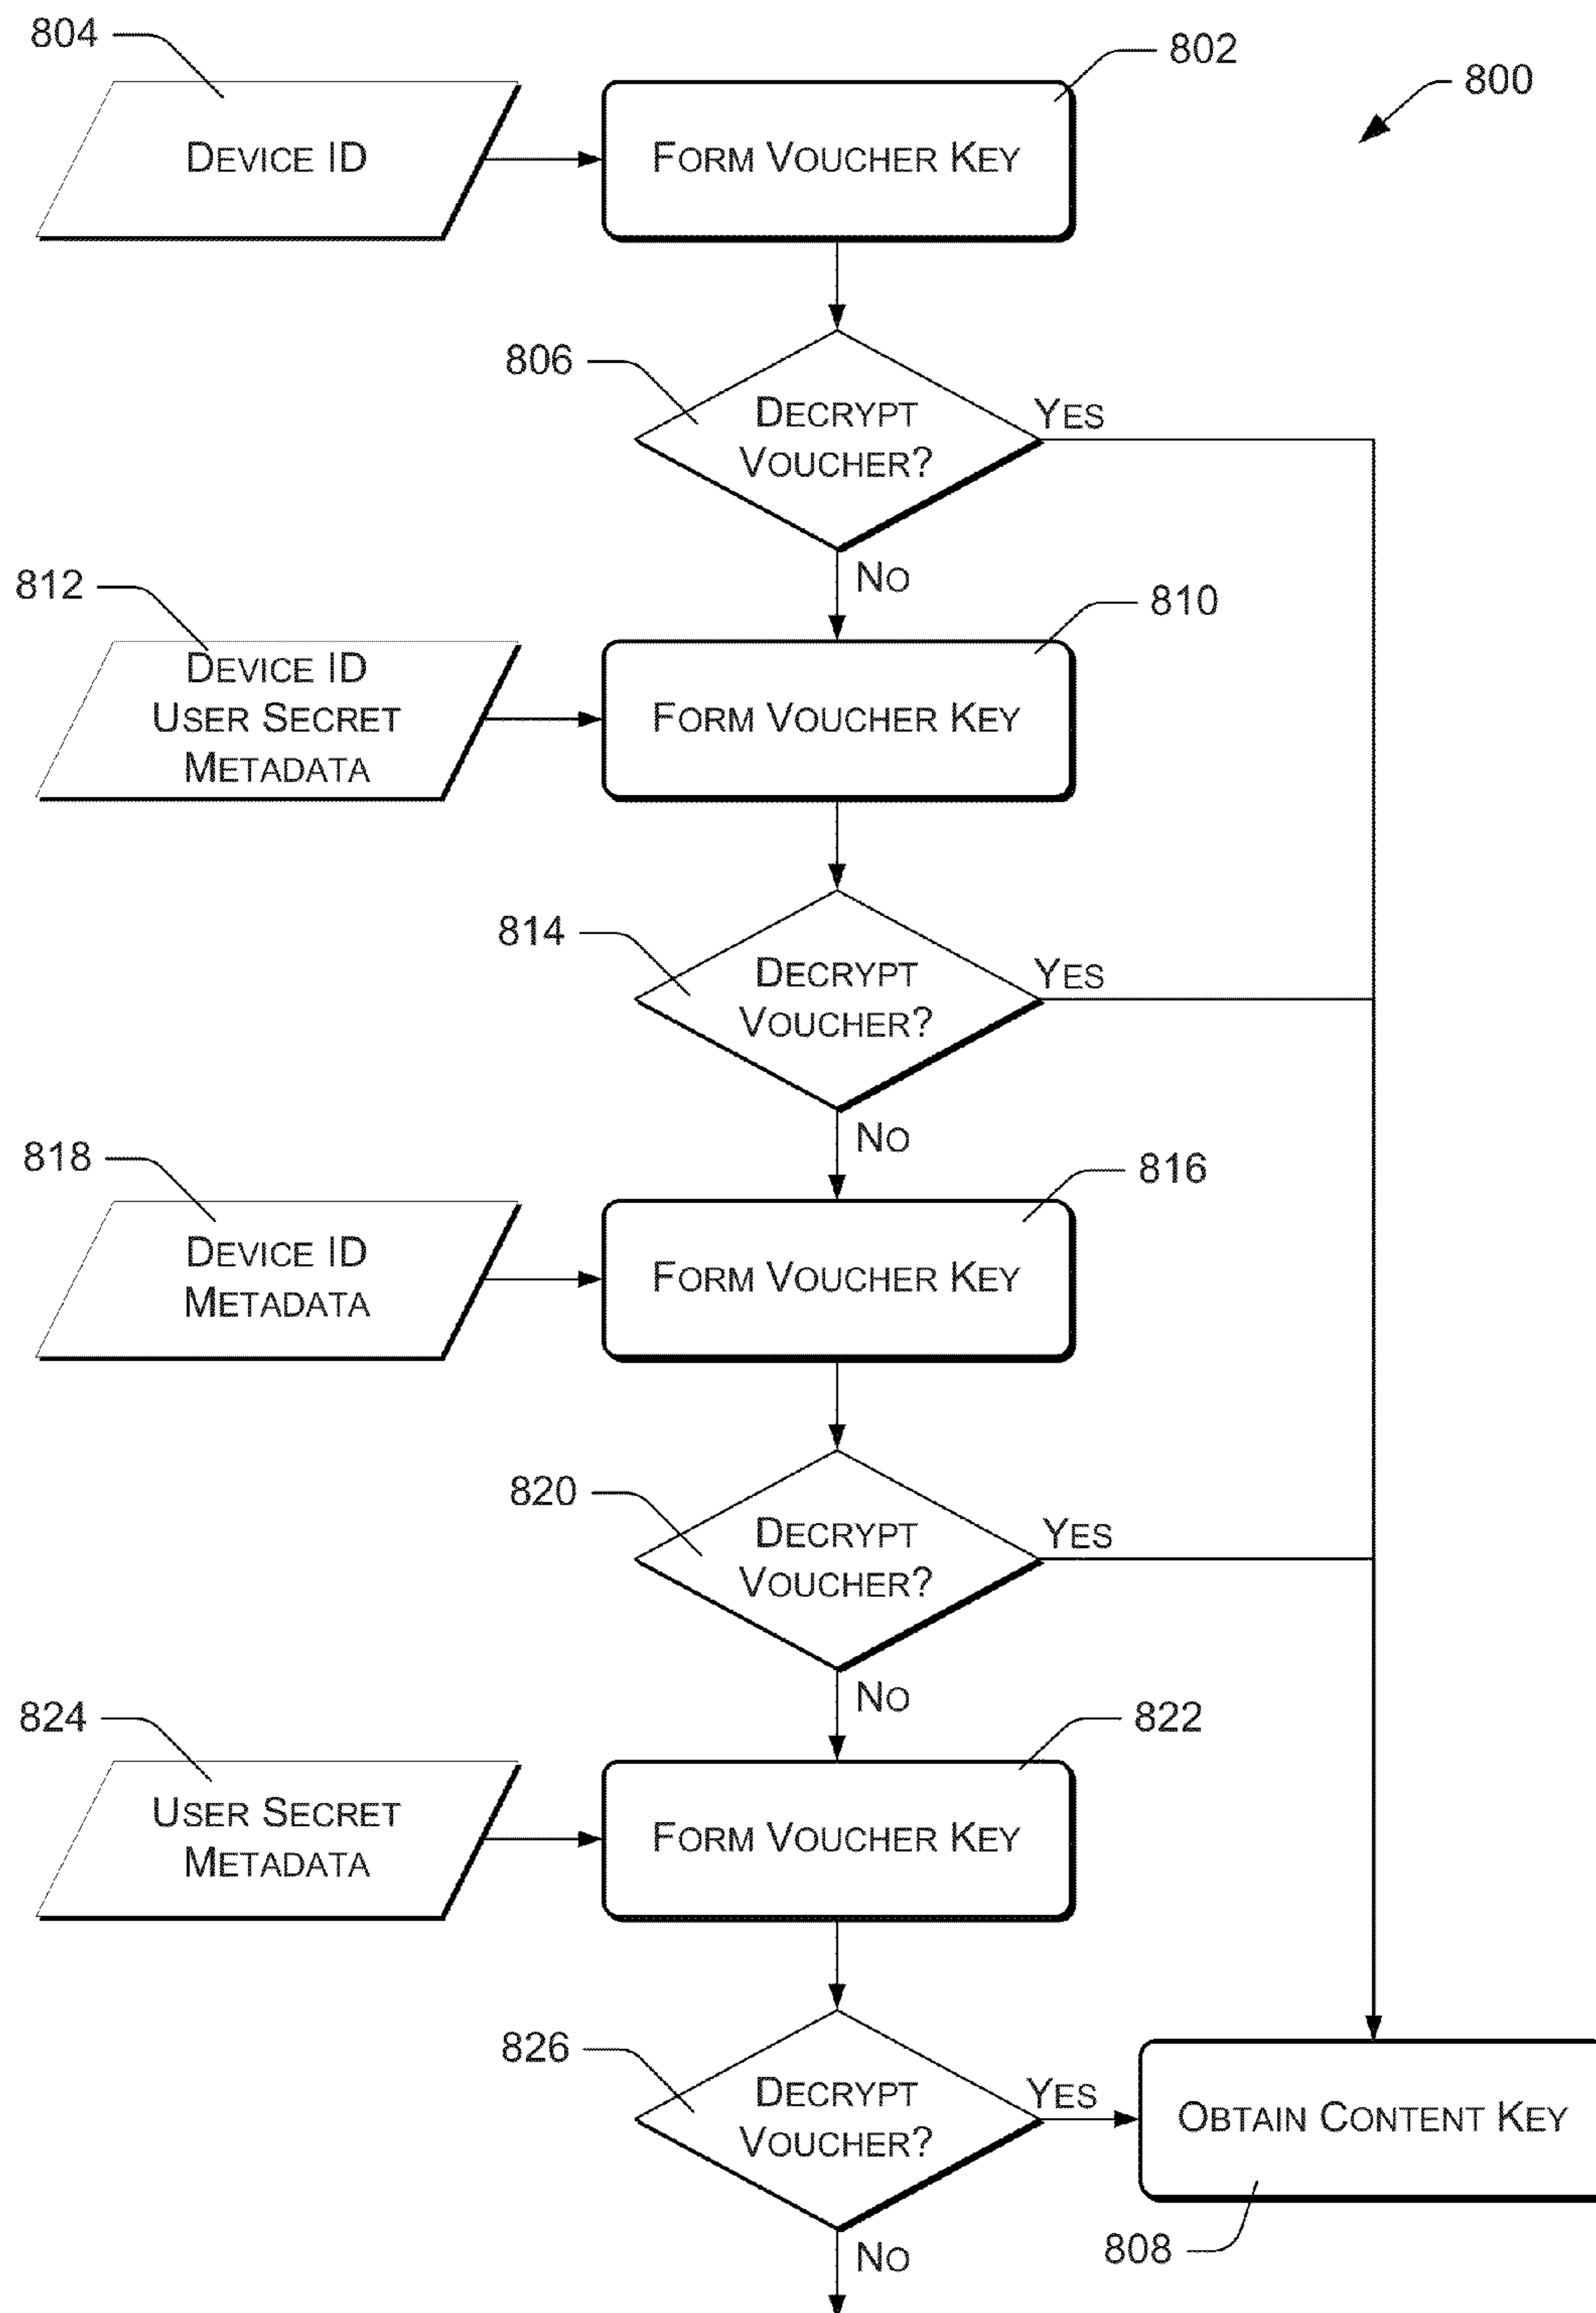 804
802
800
DEVICE ID
FORM VOUCHER KEY
806
DECRYPT
VOUCHER?
YES
NO
812
810
DEVICE ID
USER SECRET
METADATA
FORM VOUCHER KEY
814
DECRYPT
VOUCHER?
YES
NO
818
816
DEVICE ID
METADATA
FORM VOUCHER KEY
820
DECRYPT
VOUCHER?
YES
NO
824
822
USER SECRET
METADATA
FORM VOUCHER KEY
826
DECRYPT
VOUCHER?
YES
OBTAIN CONTENT KEY
808
NO